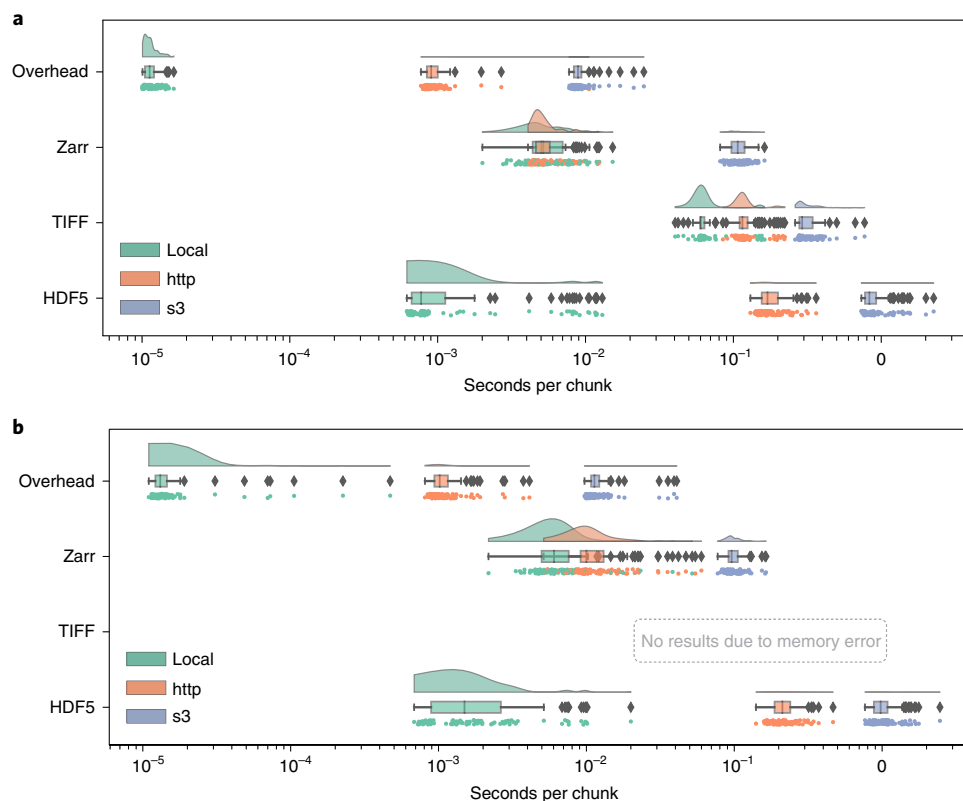 a
Overhead
Zarr
TIFF
HDF5
Local
http
s3
10⁻⁵ 10⁻⁴ 10⁻³ 10⁻² 10⁻¹ 0
Seconds per chunk
b
Overhead
Zarr
TIFF
No results due to memory error
HDF5
Local
http
s3
10⁻⁵ 10⁻⁴ 10⁻³ 10⁻² 10⁻¹ 0
Seconds per chunk